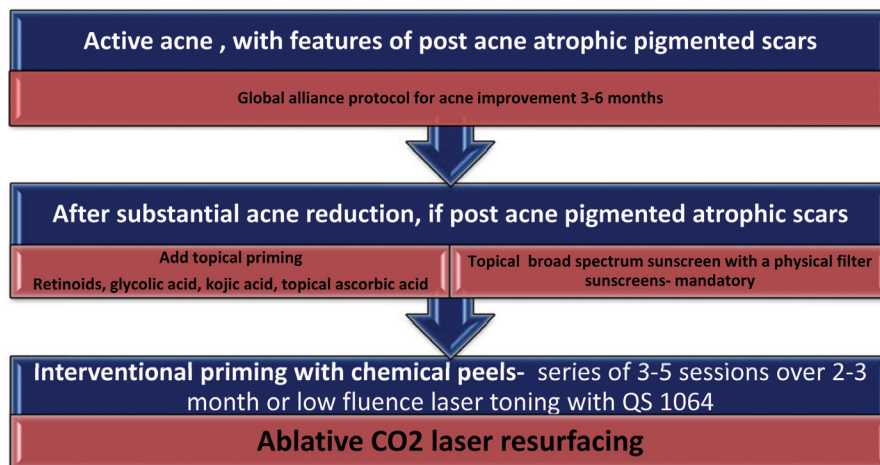 Active acne , with features of post acne atrophic pigmented scars
Global alliance protocol for acne improvement 3-6 months
After substantial acne reduction, if post acne pigmented atrophic scars
Add topical priming
Retinoids, glycolic acid, kojic acid, topical ascorbic acid
Topical broad spectrum sunscreen with a physical filter
sunscreens- mandatory
Interventional priming with chemical peels- series of 3-5 sessions over 2-3
month or low fluence laser toning with QS 1064
Ablative CO2 laser resurfacing